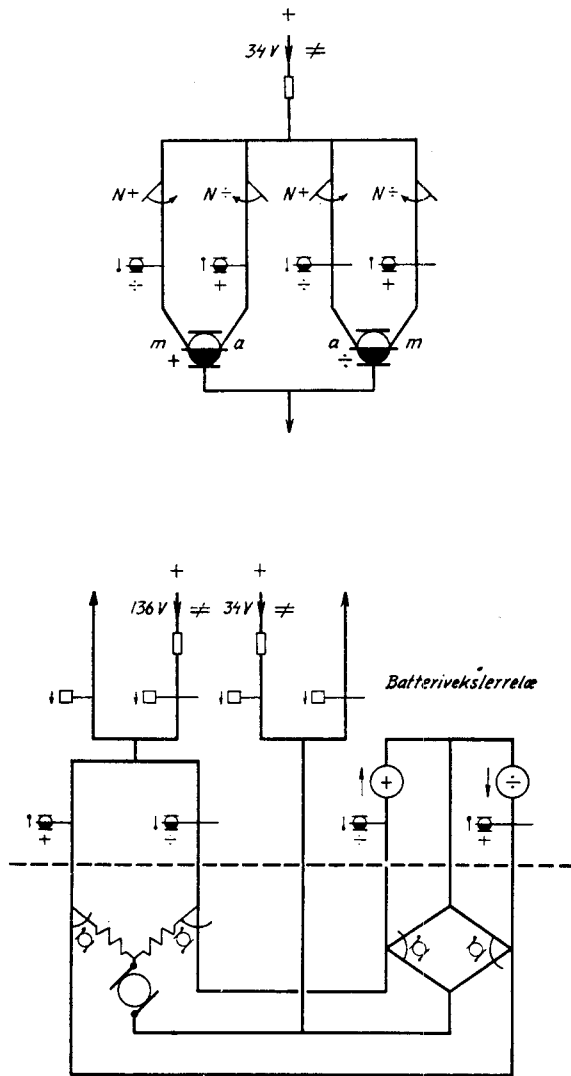 +
34 V ≠
N+ N÷ N+ N÷
÷ + ÷ +
m a a m
+ ÷
+ +
136 V ≠ 34 V ≠
Batterivekslerrelæ
+ ÷
+ ÷ ÷ +